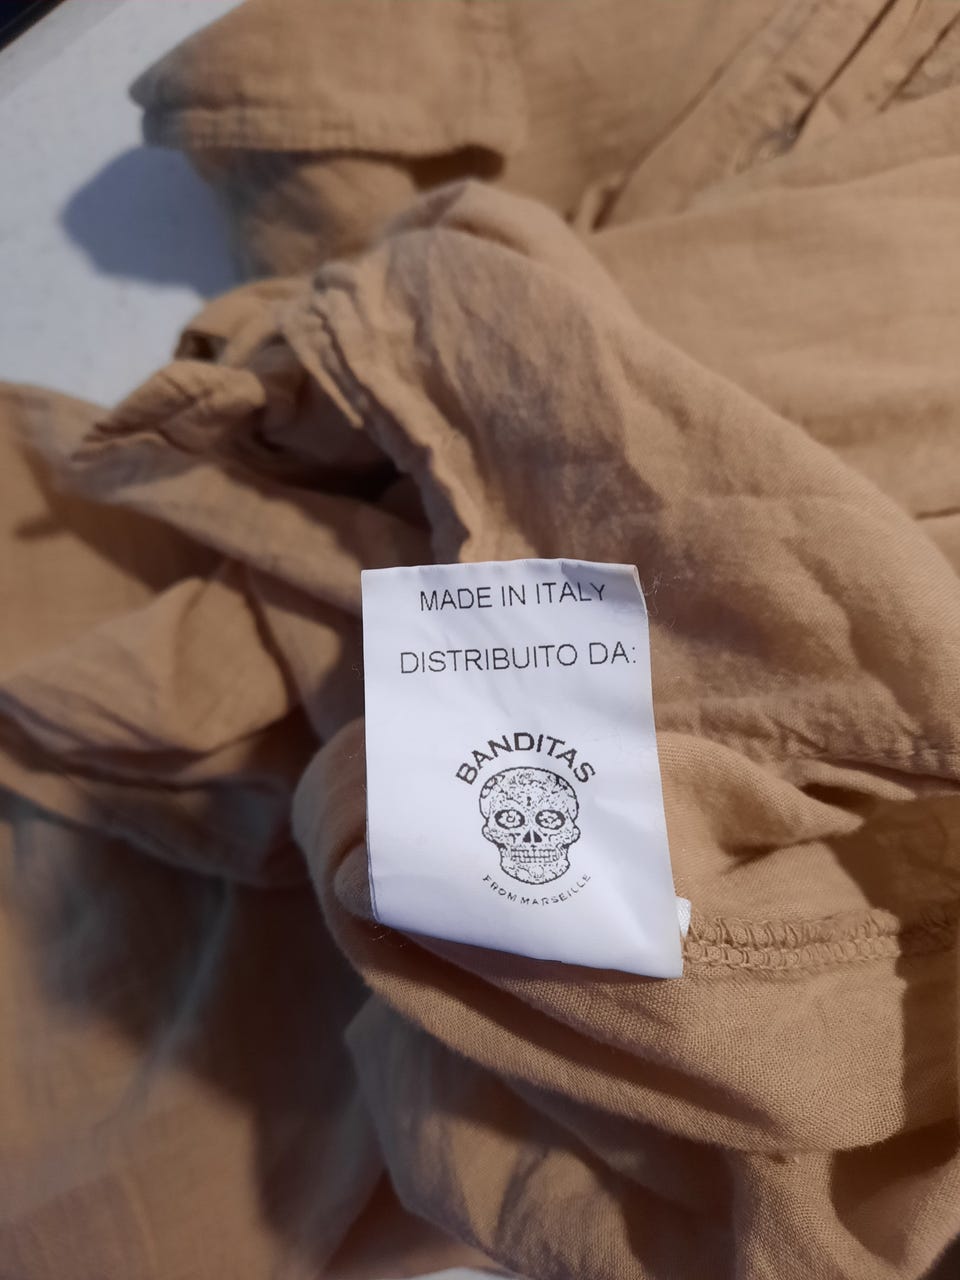 MADE IN ITALY
DISTRIBUITO DA:
BANDITAS
FROM MARSEILLE